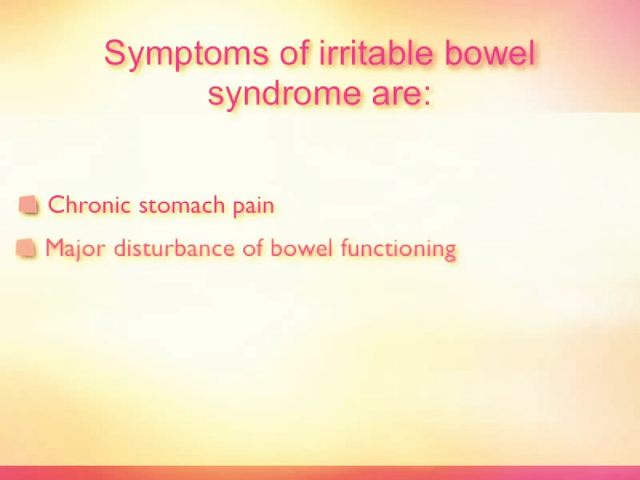 Symptoms of irritable bowel
syndrome are:
Chronic stomach pain
Major disturbance of bowel functioning